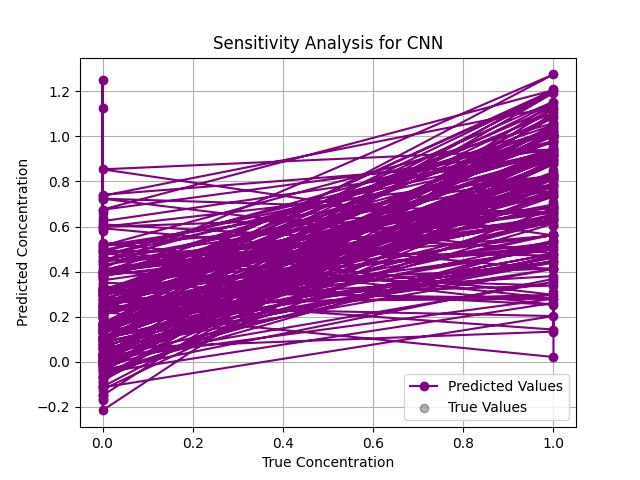 Sensitivity Analysis for CNN
Predicted Concentration
1.2
1.0
0.8
0.6
0.4
0.2
0.0
−0.2
Predicted Values
True Values
0.0 0.2 0.4 0.6 0.8 1.0
True Concentration